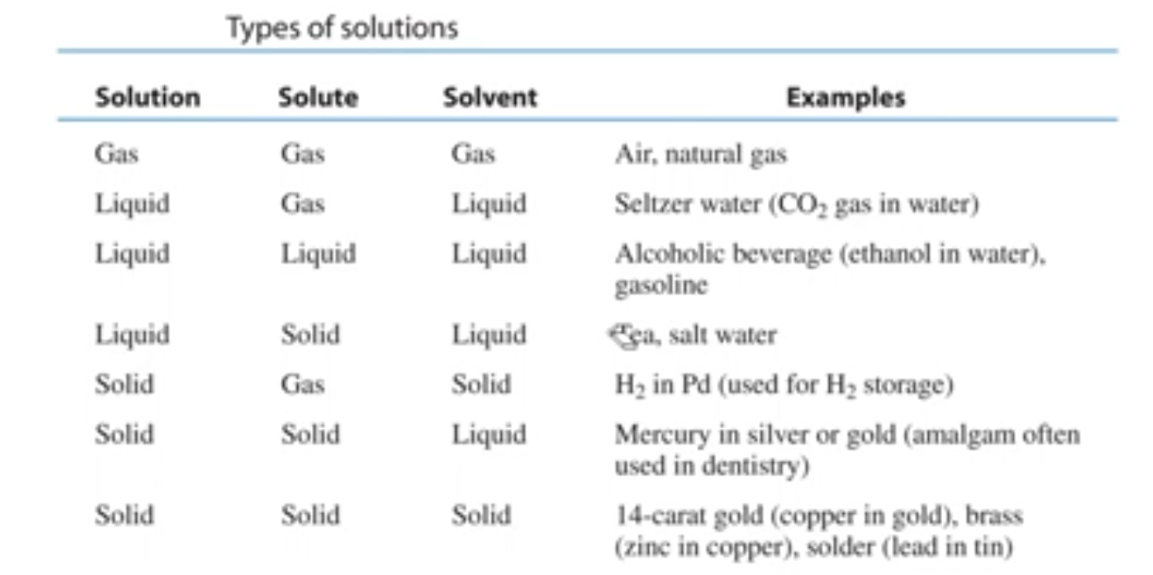 Types of solutions
Solution Solute Solvent Examples
Gas Gas Gas Air, natural gas
Liquid Gas Liquid Seltzer water (CO₂ gas in water)
Liquid Liquid Liquid Alcoholic beverage (ethanol in water),
gasoline
Liquid Solid Liquid Tea, salt water
Solid Gas Solid H₂ in Pd (used for H₂ storage)
Solid Solid Liquid Mercury in silver or gold (amalgam often
used in dentistry)
Solid Solid Solid 14-carat gold (copper in gold), brass
(zinc in copper), solder (lead in tin)